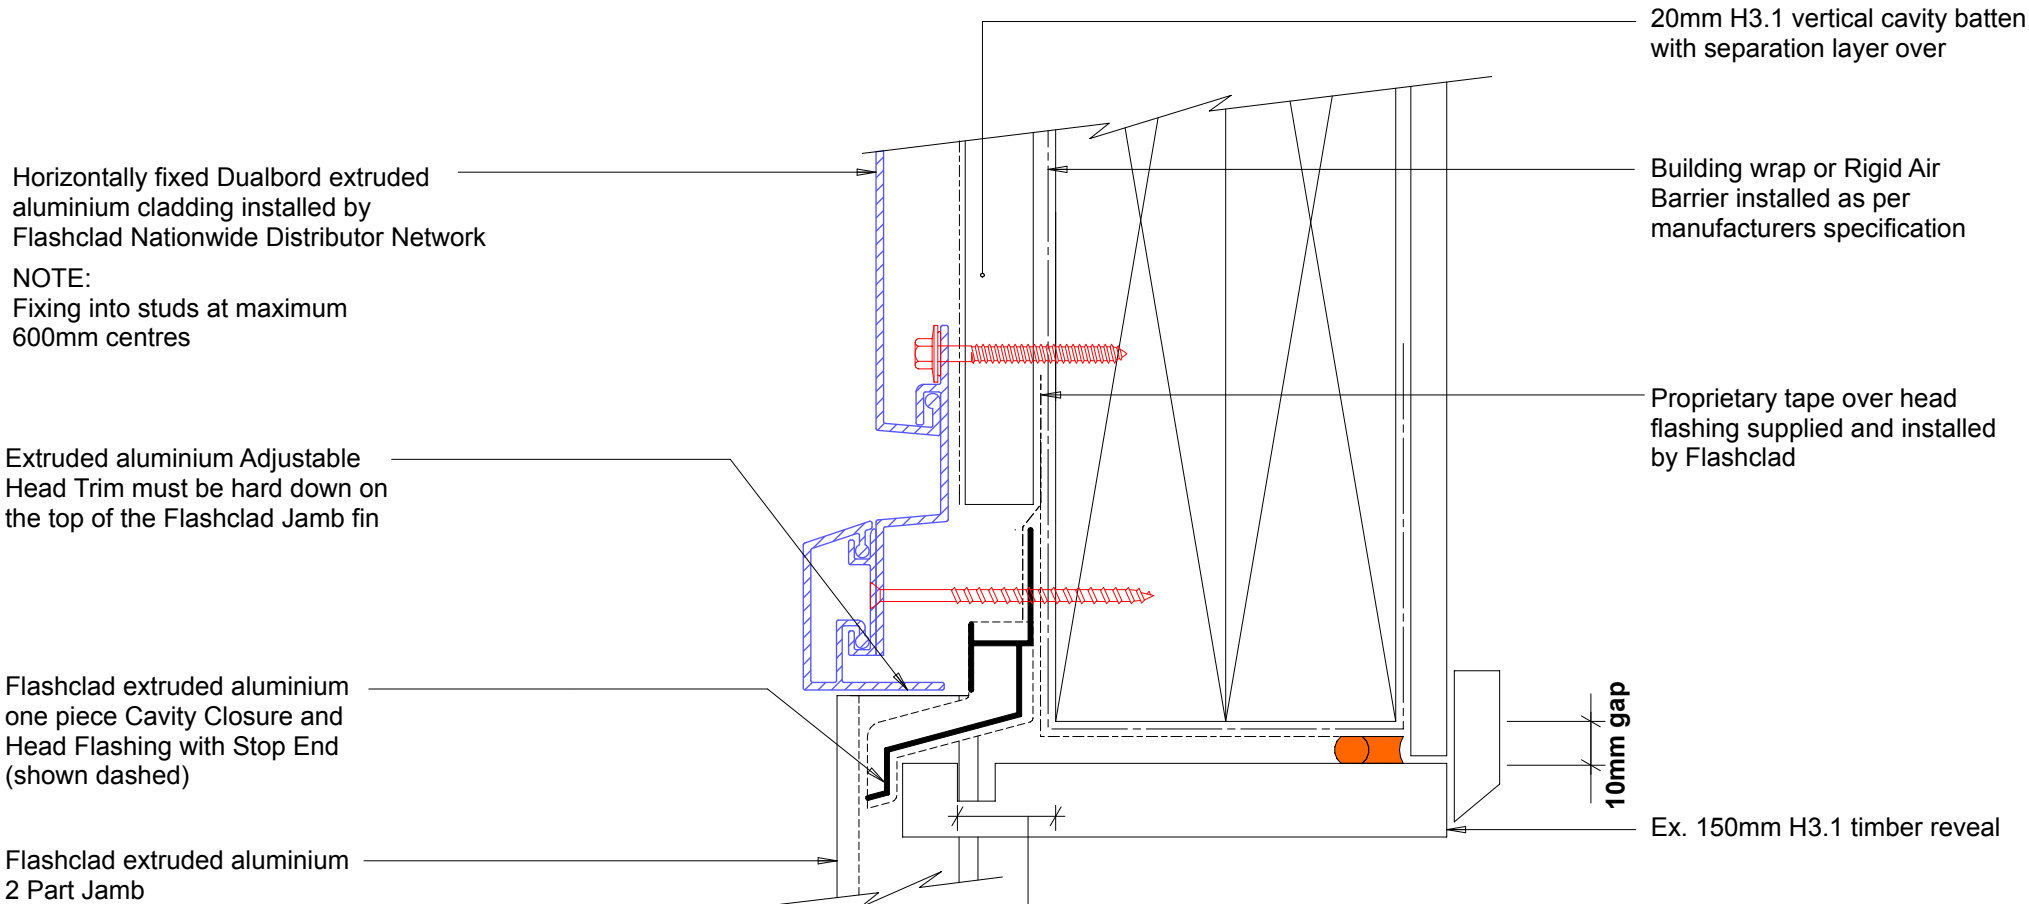 20mm H3.1 vertical cavity batten
with separation layer over
Horizontally fixed Dualbord extruded
aluminium cladding installed by
Flashclad Nationwide Distributor Network
NOTE:
Fixing into studs at maximum
600mm centres
Building wrap or Rigid Air
Barrier installed as per
manufacturers specification
Proprietary tape over head
flashing supplied and installed
by Flashclad
Extruded aluminium Adjustable
Head Trim must be hard down on
the top of the Flashclad Jamb fin
Flashclad extruded aluminium
one piece Cavity Closure and
Head Flashing with Stop End
(shown dashed)
10mm gap
Ex. 150mm H3.1 timber reveal
Flashclad extruded aluminium
2 Part Jamb